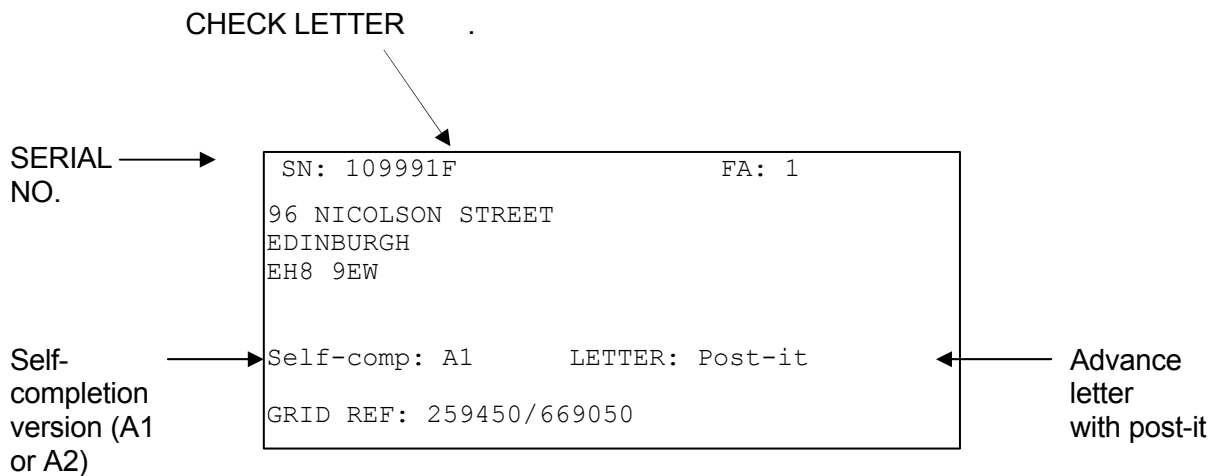 CHECK LETTER .
SERIAL
NO.
SN: 109991F FA: 1
96 NICOLSON STREET
EDINBURGH
EH8 9EW
Self-
completion
version (A1
or A2)
Self-comp: A1 LETTER: Post-it
GRID REF: 259450/669050
Advance
letter
with post-it